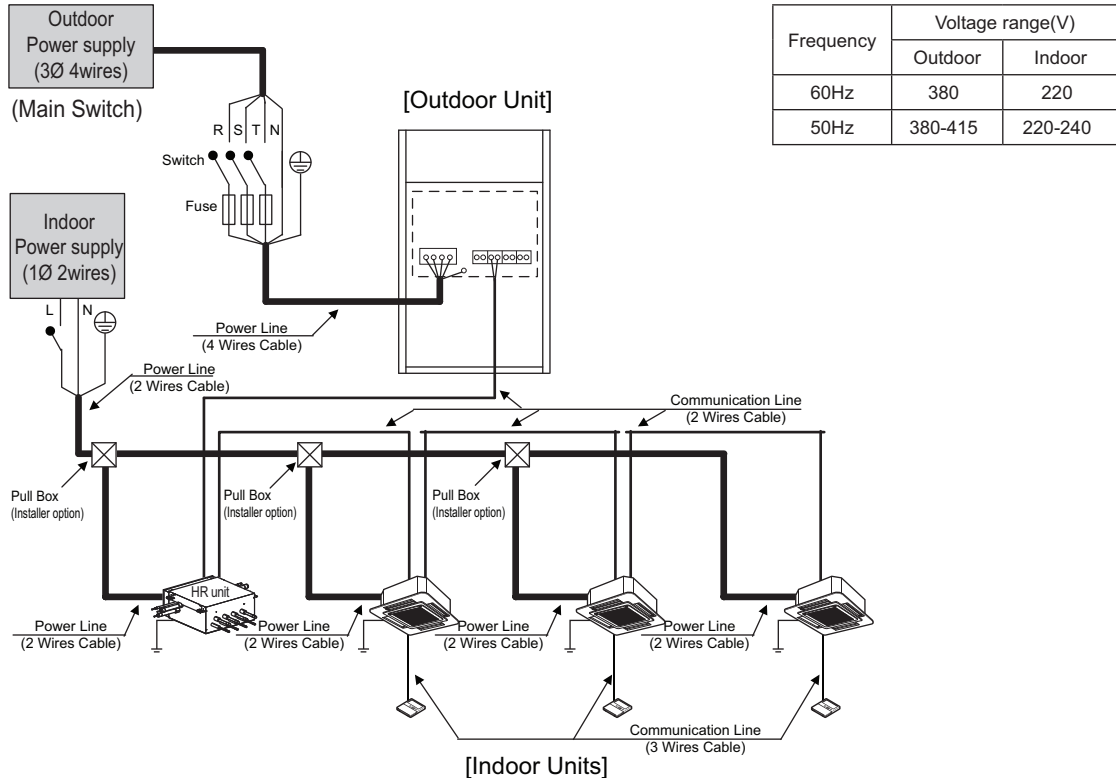 Outdoor
Power supply
(3Ø 4wires)
(Main Switch)
R S T N
Switch
Fuse
[Outdoor Unit]
Frequency
Voltage range(V)
Outdoor Indoor
60Hz 380 220
50Hz 380-415 220-240
Indoor
Power supply
(1Ø 2wires)
L N
Power Line
(4 Wires Cable)
Power Line
(2 Wires Cable)
Communication Line
(2 Wires Cable)
Pull Box
(Installer option)
Pull Box
(Installer option)
Pull Box
(Installer option)
HR unit
Power Line
(2 Wires Cable)
Power Line
(2 Wires Cable)
Power Line
(2 Wires Cable)
Power Line
(2 Wires Cable)
Communication Line
(3 Wires Cable)
[Indoor Units]